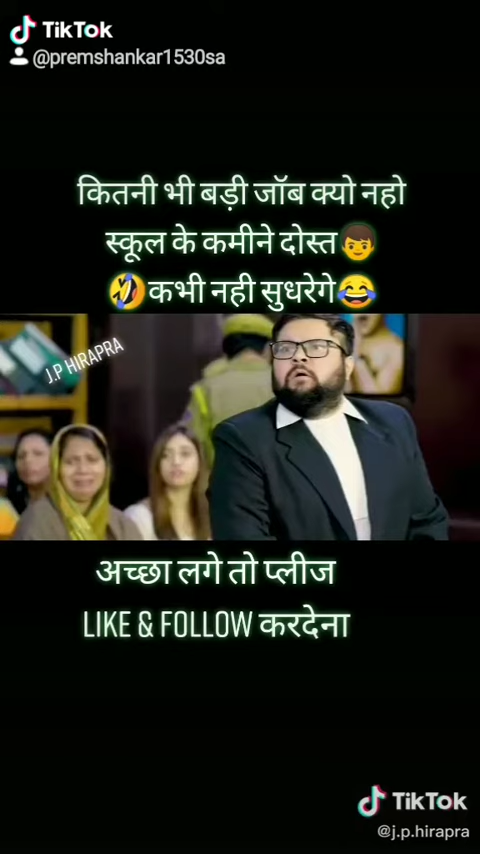 TikTok
@premshankar1530sa
कितनी भी बड़ी जॉब क्यो नहो
स्कूल के कमीने दोस्त👦
🤣कभी नही सुधरेगे😂
J.P HIRAPRA
अच्छा लगे तो प्लीज
LIKE & FOLLOW करदेना
TikTok
@j.p.hirapra